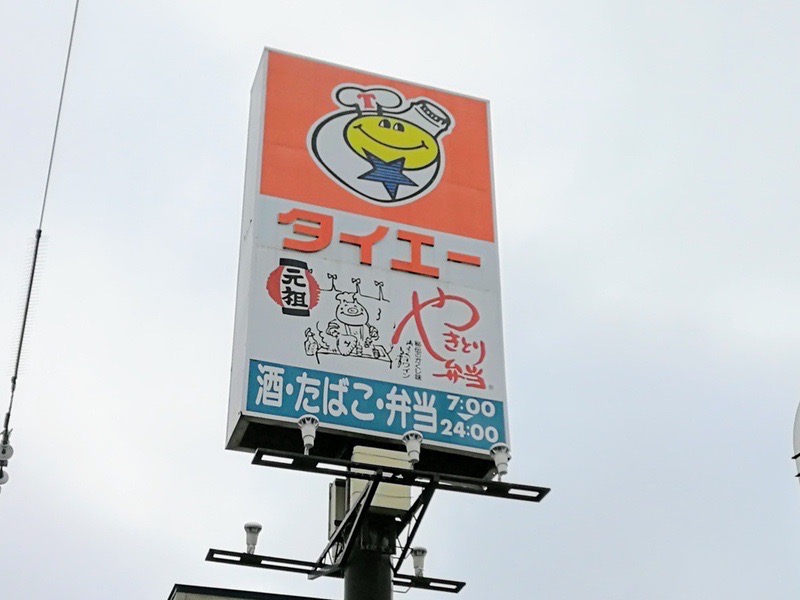 T
タイエー
元祖
やきとり
弁当
酒・たばこ・弁当
7:00
24:00